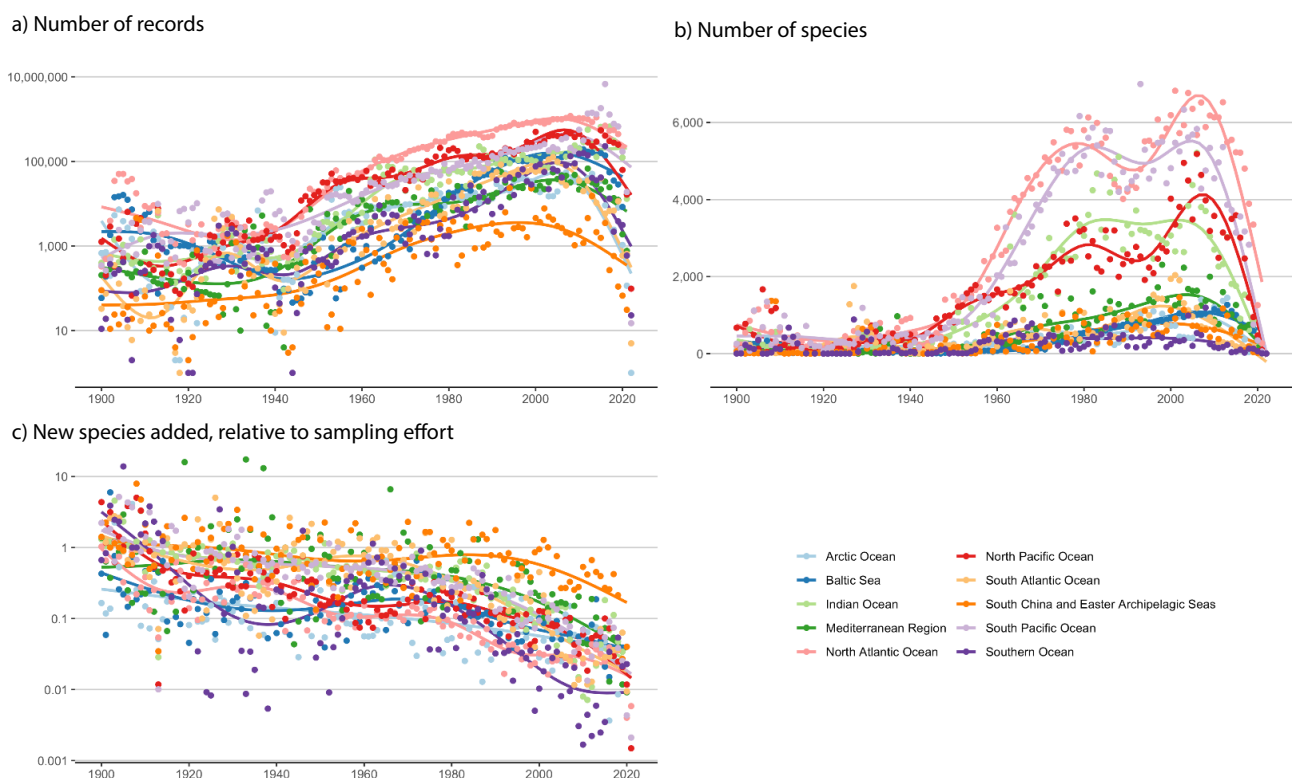 a) Number of records
10,000,000
100,000
1,000
10
1900 1920 1940 1960 1980 2000 2020
b) Number of species
6,000
4,000
2,000
0
1900 1920 1940 1960 1980 2000 2020
c) New species added, relative to sampling effort
10
1
0.1
0.01
0.001
1900 1920 1940 1960 1980 2000 2020
Arctic Ocean
Baltic Sea
Indian Ocean
Mediterranean Region
North Atlantic Ocean
North Pacific Ocean
South Atlantic Ocean
South China and Easter Archipelagic Seas
South Pacific Ocean
Southern Ocean